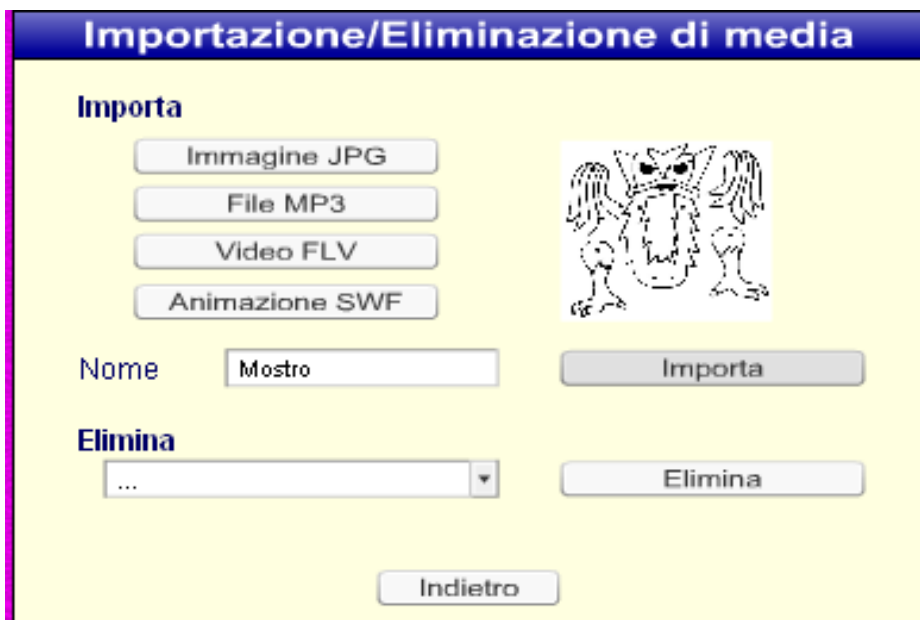 Importazione/Eliminazione di media
Importa
Immagine JPG
File MP3
Video FLV
Animazione SWF
Nome Mostro Importa
Elimina
... Elimina
Indietro